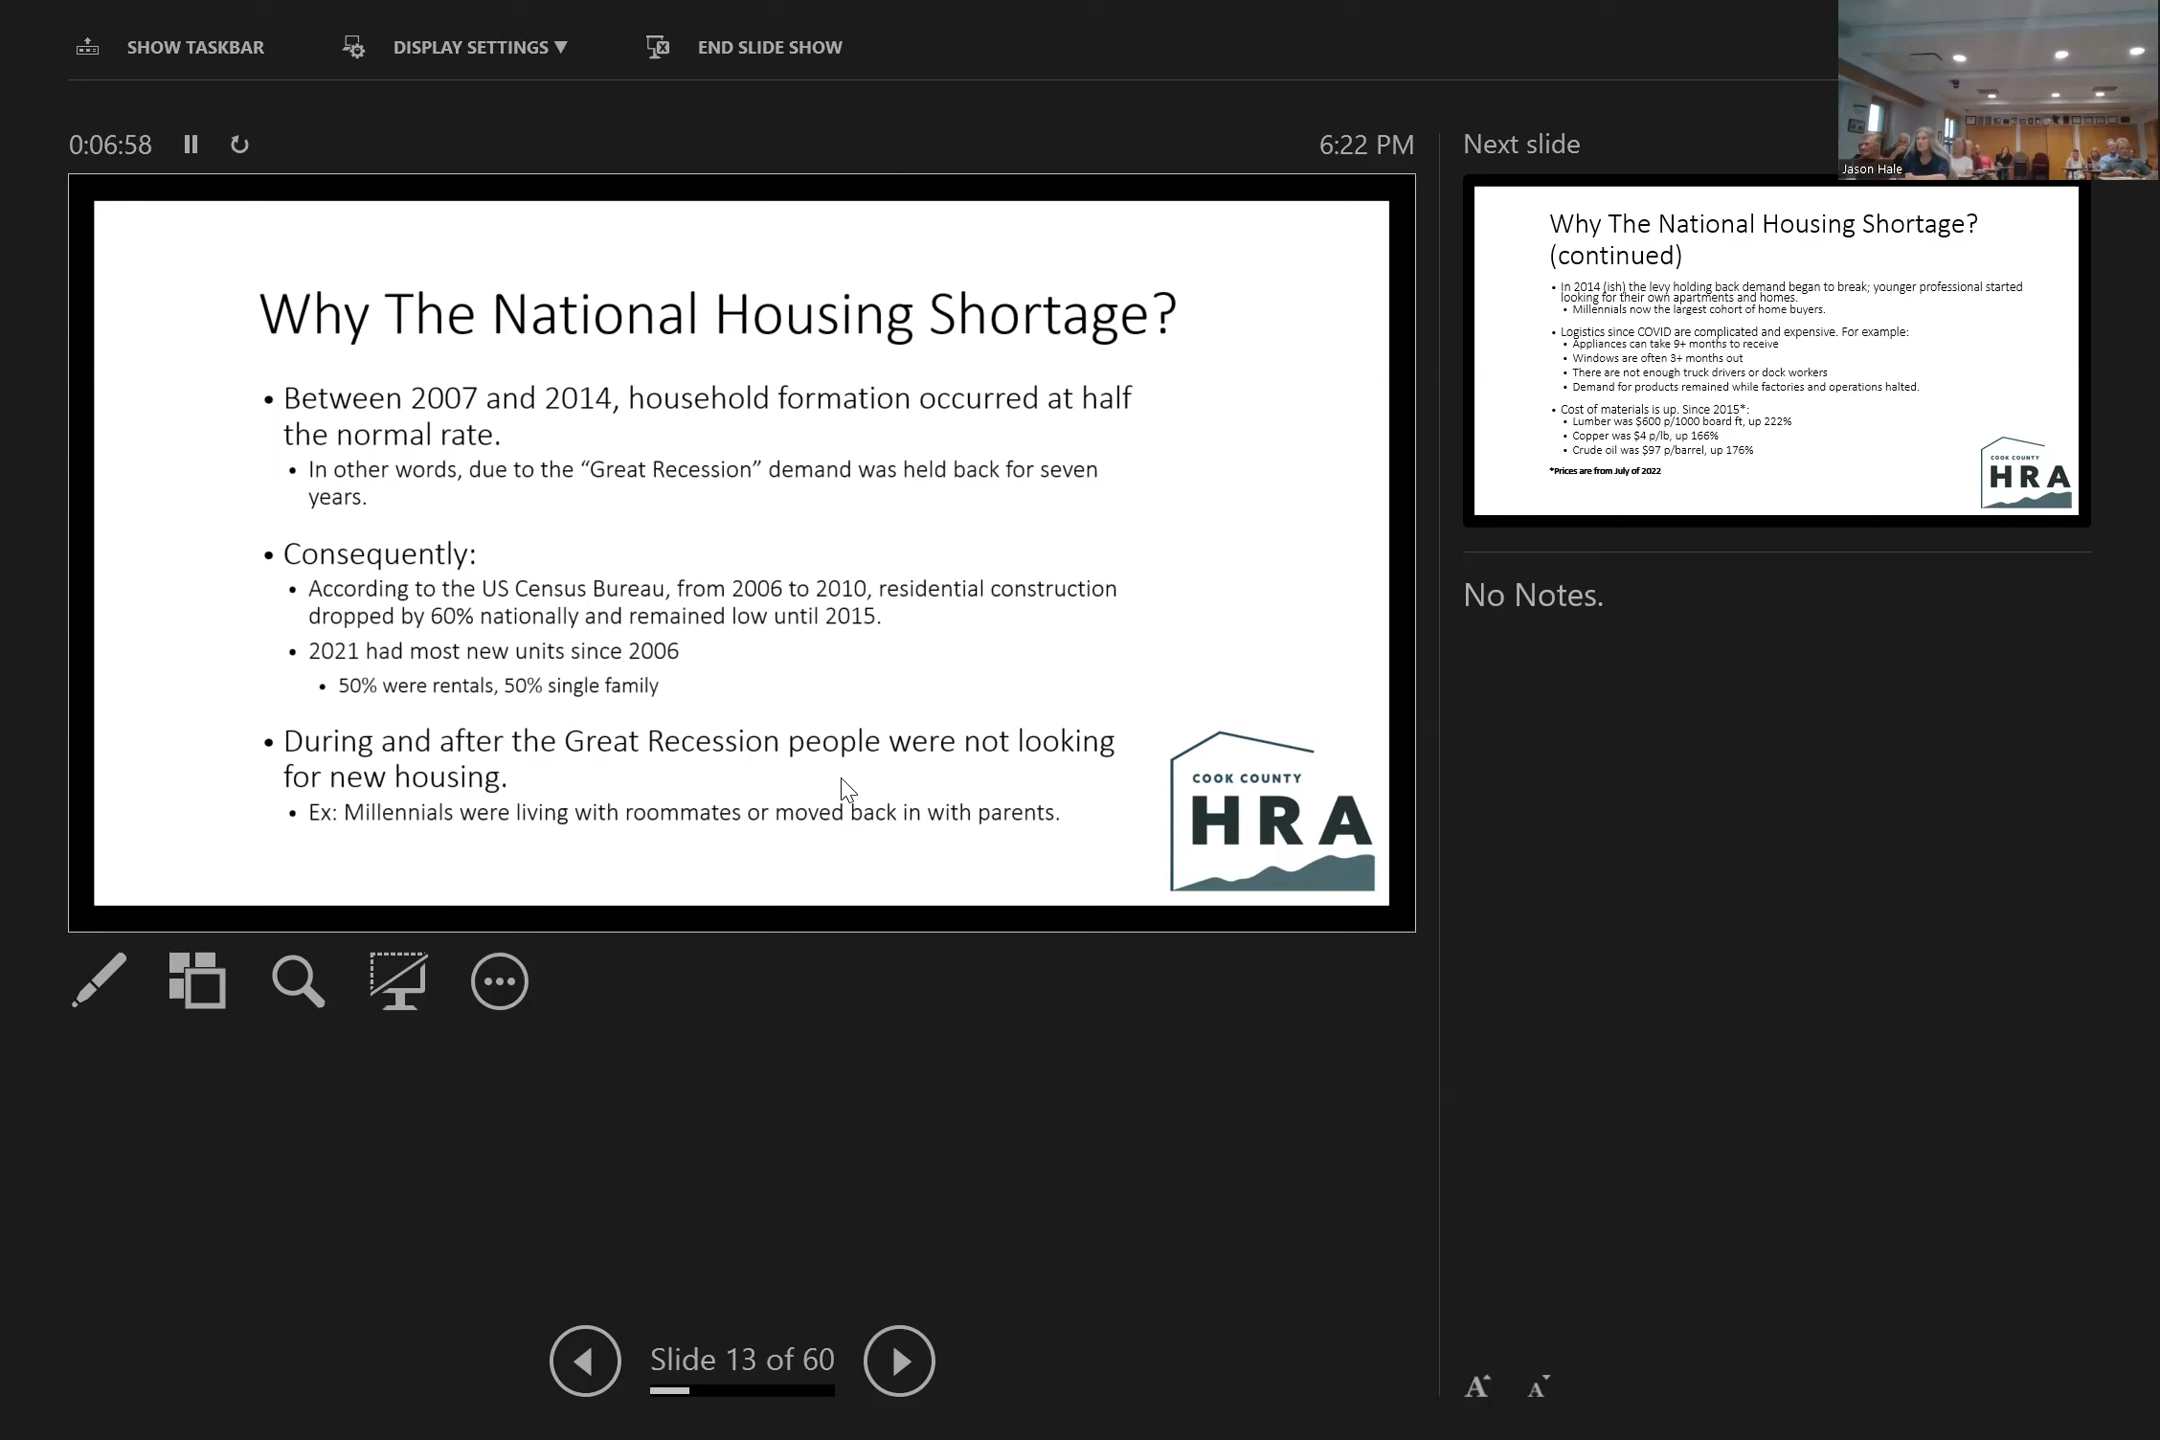 SHOW TASKBAR
DISPLAY SETTINGS ▼
END SLIDE SHOW
0:06:58
6:22 PM
Why The National Housing Shortage?
• Between 2007 and 2014, household formation occurred at half
the normal rate.
• In other words, due to the “Great Recession” demand was held back for seven
years.
• Consequently:
• According to the US Census Bureau, from 2006 to 2010, residential construction
dropped by 60% nationally and remained low until 2015.
• 2021 had most new units since 2006
• 50% were rentals, 50% single family
• During and after the Great Recession people were not looking
for new housing.
• Ex: Millennials were living with roommates or moved back in with parents.
COOK COUNTY
HRA
Slide 13 of 60
Next slide
Jason Hale
Why The National Housing Shortage?
(continued)
• In 2014 (ish) the levy holding back demand began to break; younger professional started
looking for their own apartments and homes.
• Millennials now the largest cohort of home buyers.
• Logistics since COVID are complicated and expensive. For example:
• Appliances can take 9+ months to receive
• Windows are often 3+ months out
• There are not enough truck drivers or dock workers
• Demand for products remained while factories and operations halted.
• Cost of materials is up. Since 2015*:
• Lumber was $600 p/1000 board ft, up 222%
• Copper was $4 p/lb, up 166%
• Crude oil was $97 p/barrel, up 176%
*Prices are from July of 2022
COOK COUNTY
HRA
No Notes.
A A